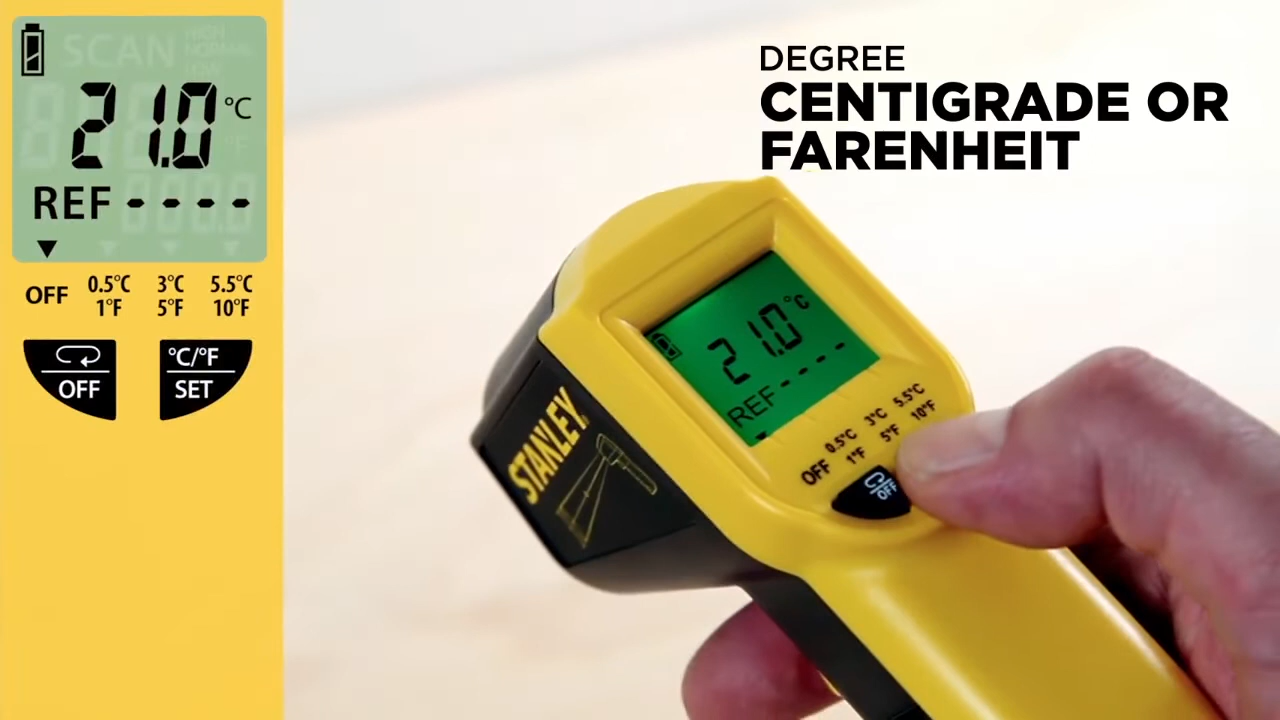 SCAN
21.0 °C
REF - - - -
OFF 0.5°C 3°C 5.5°C
1°F 5°F 10°F
OFF
°C/°F
SET
DEGREE
CENTIGRADE OR
FARENHEIT
21.0 °C
REF - - - -
OFF 0.5°C 3°C 5.5°C
1°F 5°F 10°F
OFF
STANLEY